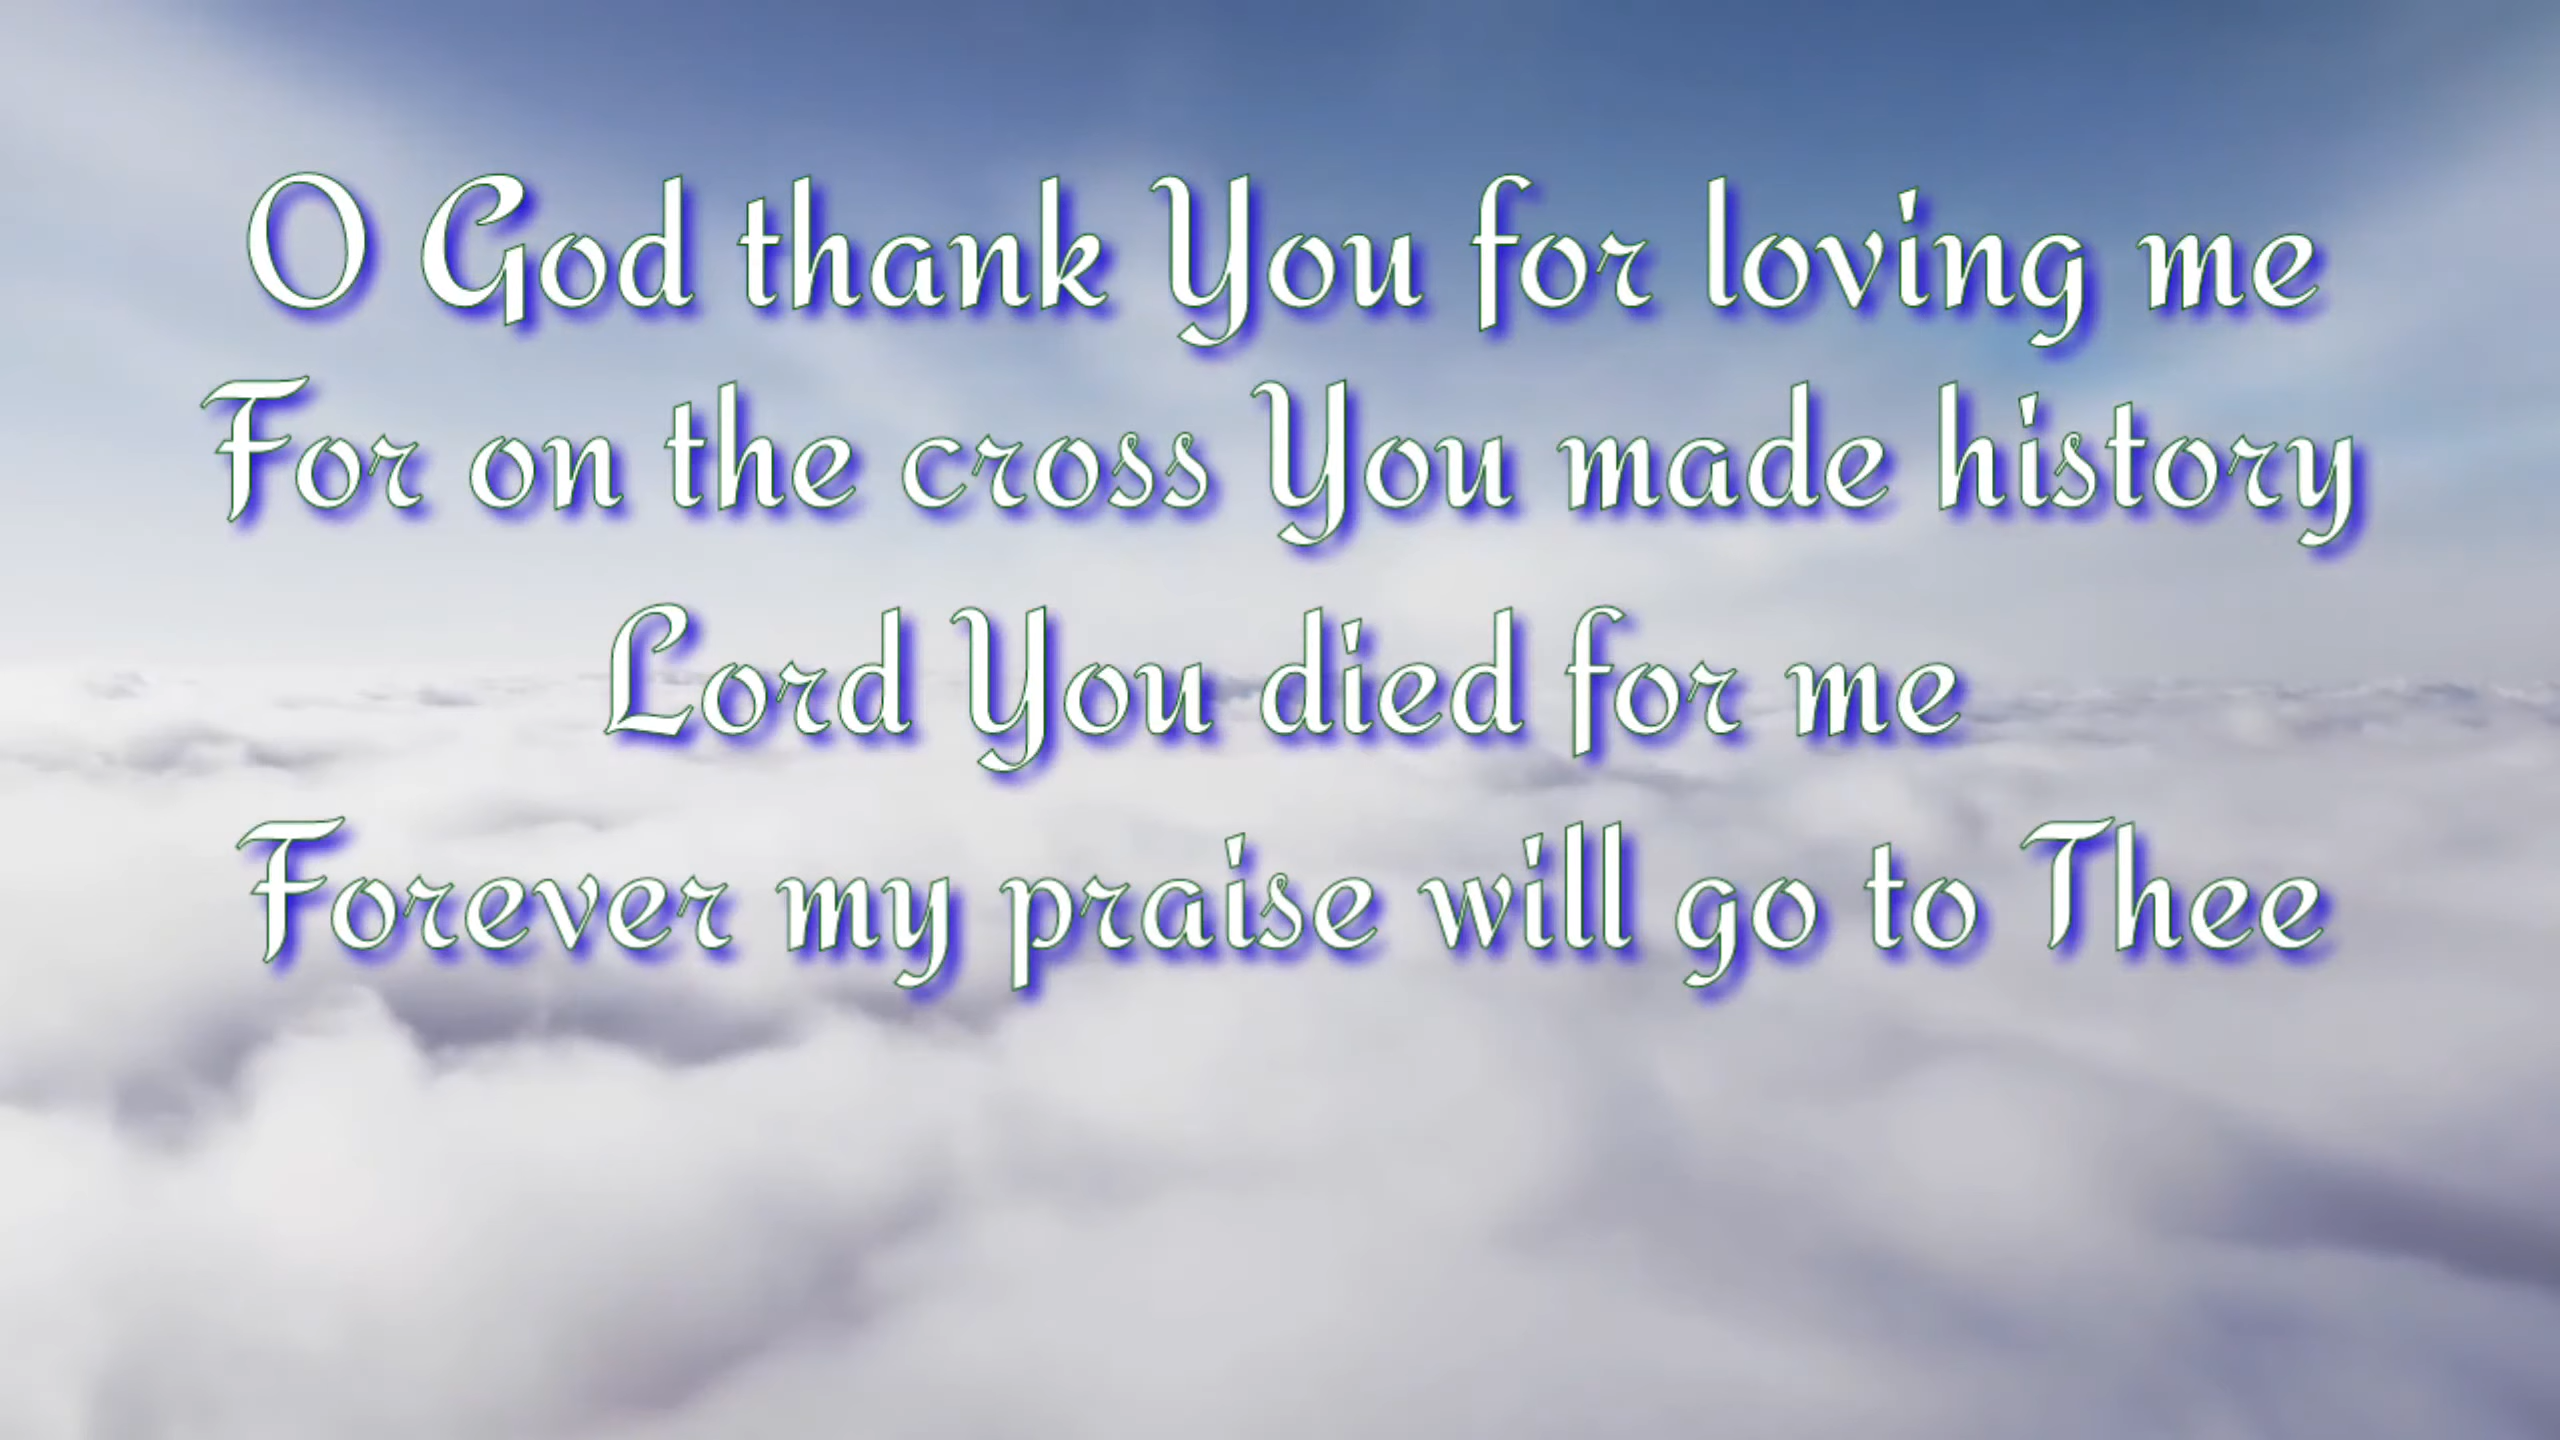 O God thank You for loving me
For on the cross You made history
Lord You died for me
Forever my praise will go to Thee